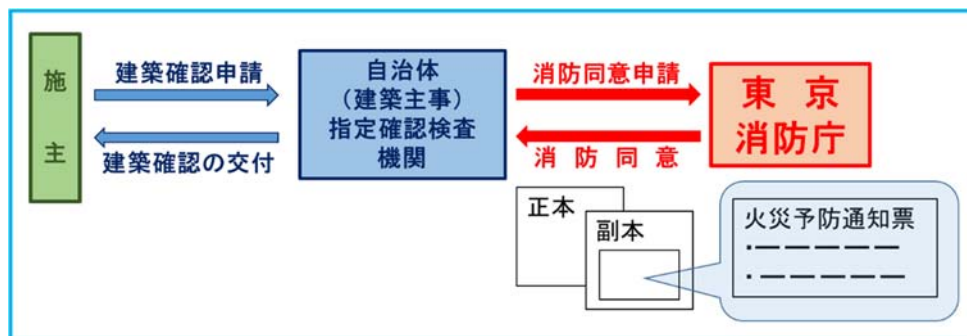 施
主
建築確認申請
建築確認の交付
自治体
(建築主事)
指定確認検査
機関
消防同意申請
消防同意
東京
消防庁
正本
副本
火災予防通知票